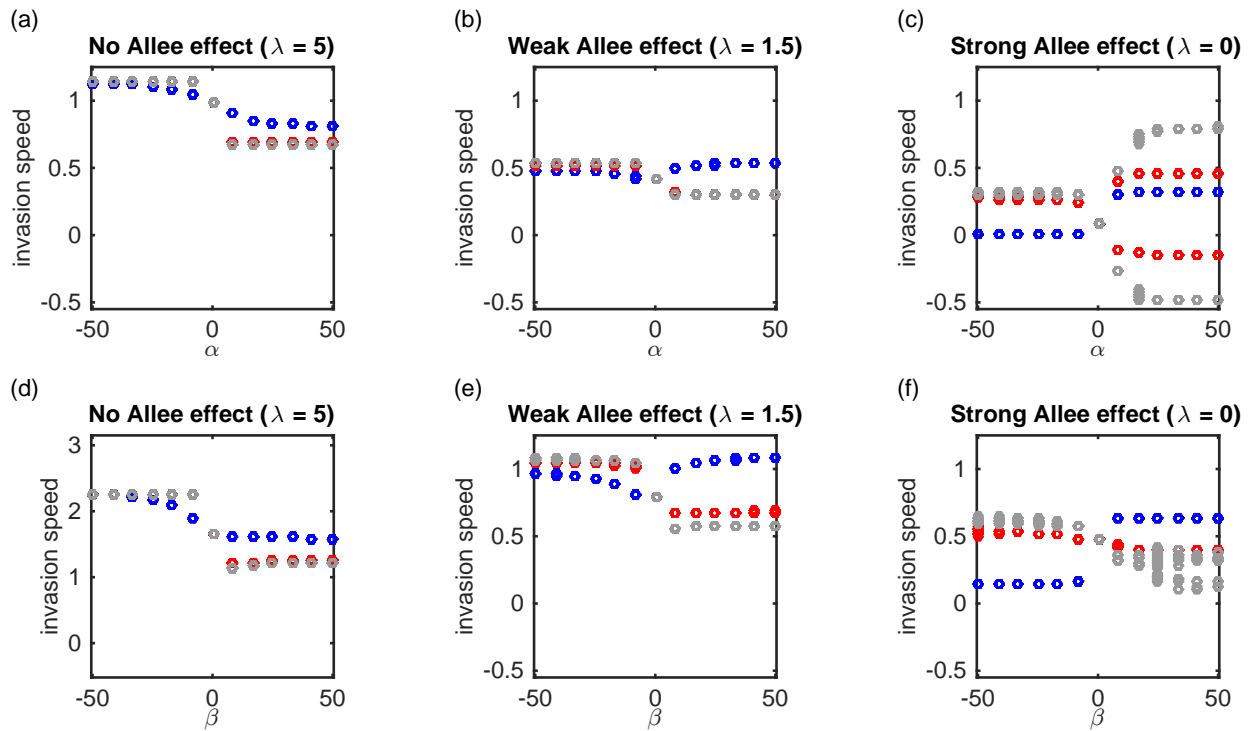 (a)
No Allee effect (λ = 5)
invasion speed
1
0.5
0
-0.5
-50
0
50
α
(b)
Weak Allee effect (λ = 1.5)
invasion speed
1
0.5
0
-0.5
-50
0
50
α
(c)
Strong Allee effect (λ = 0)
invasion speed
1
0.5
0
-0.5
-50
0
50
α
(d)
No Allee effect (λ = 5)
invasion speed
3
2
1
0
-50
0
50
β
(e)
Weak Allee effect (λ = 1.5)
invasion speed
1
0.5
0
-0.5
-50
0
50
β
(f)
Strong Allee effect (λ = 0)
invasion speed
1
0.5
0
-0.5
-50
0
50
β